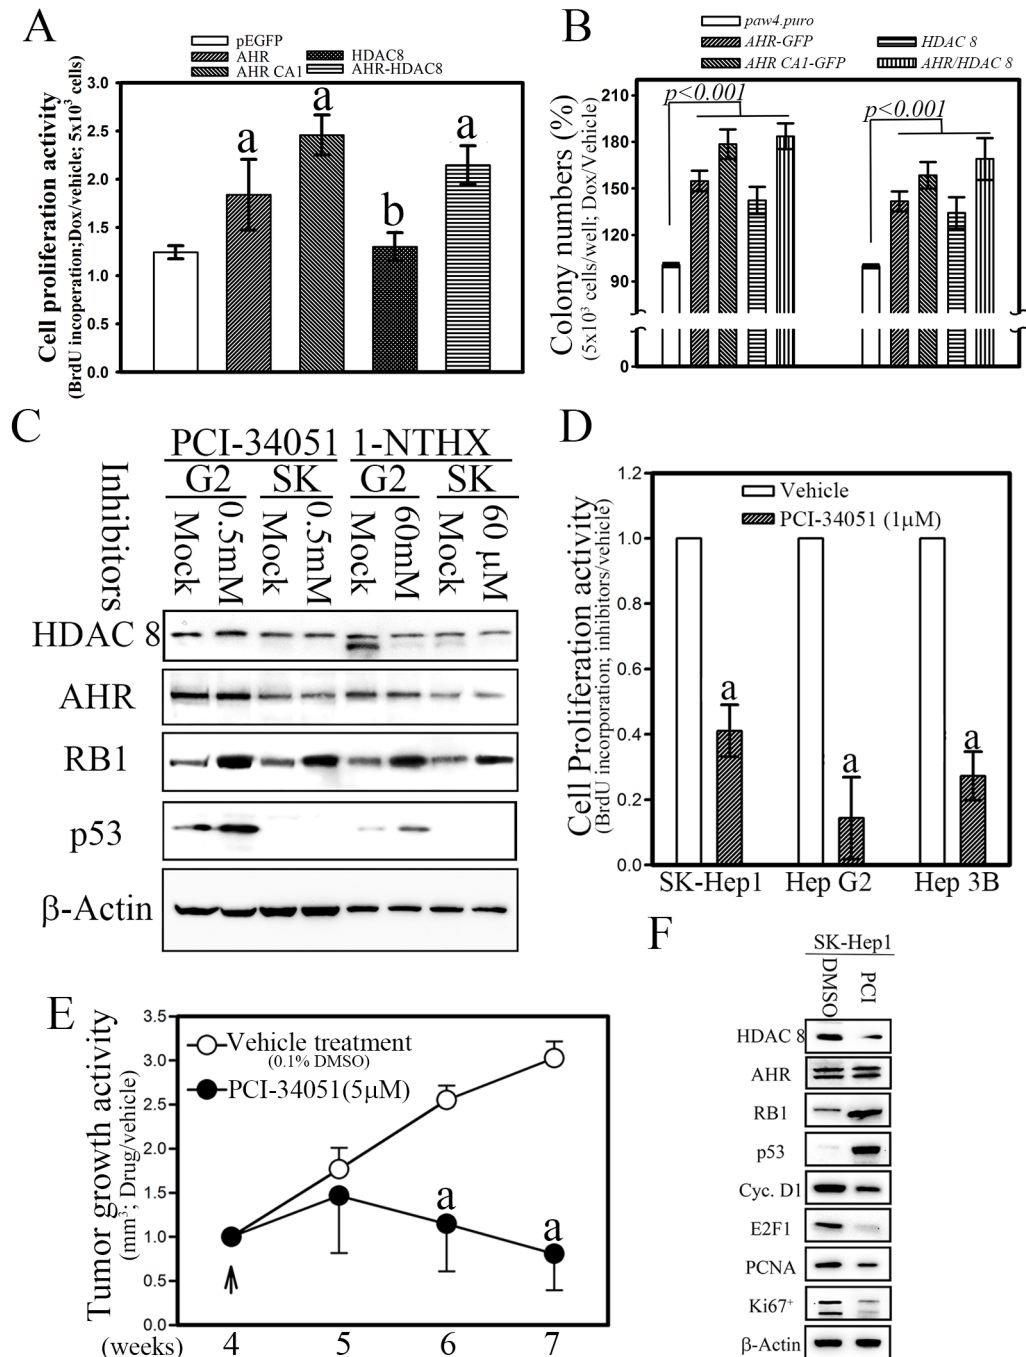 A
pEGFP
AHR
AHR CA1
HDAC8
AHR-HDAC8
Cell proliferation activity
(BrdU incoperation;Dox/vehicle; 5x10³ cells)
3.0
2.5
2.0
1.5
1.0
0.5
0.0
a
a
b
a
B
paw4.puro
AHR-GFP
AHR CA1-GFP
HDAC 8
AHR/HDAC 8
Colony numbers (%)
(5x10³ cells/well; Dox/Vehicle)
210
180
150
120
90
0
p<0.001
p<0.001
C
PCI-34051 1-NTHX
G2 SK G2 SK
Inhibitors
Mock 0.5mM Mock 0.5mM Mock 60mM Mock 60 µM
HDAC 8
AHR
RB1
p53
β-Actin
D
Cell Proliferation activity
(BrdU incorporation; inhibitors/vehicle)
1.2
1.0
0.8
0.6
0.4
0.2
0.0
Vehicle
PCI-34051 (1µM)
a
a
a
SK-Hep1 Hep G2 Hep 3B
E
Tumor growth activity
(mm³; Drug/vehicle)
3.5
3.0
2.5
2.0
1.5
1.0
0.5
0.0
Vehicle treatment
(0.1% DMSO)
PCI-34051(5µM)
a
a
(weeks) 4 5 6 7
F
SK-Hep1
DMSO PCI
HDAC 8
AHR
RB1
p53
Cyc. D1
E2F1
PCNA
Ki67⁺
β-Actin